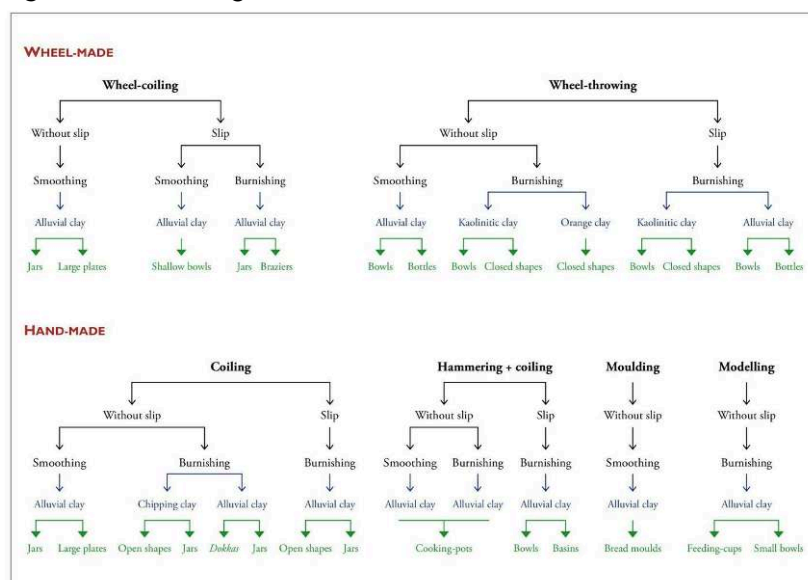 WHEEL-MADE
Wheel-coiling Wheel-throwing
Without slip Slip Without slip Slip
Smoothing Smoothing Burnishing Smoothing Burnishing Burnishing
Alluvial clay Alluvial clay Alluvial clay Alluvial clay Kaolinitic clay Orange clay Kaolinitic clay Alluvial clay
Jars Large plates Shallow bowls Jars Braziers Bowls Bottles Bowls Closed shapes Closed shapes Bowls Closed shapes Bowls Bottles
HAND-MADE
Coiling Hammering + coiling Moulding Modelling
Without slip Slip Without slip Slip Without slip Without slip
Smoothing Burnishing Burnishing Smoothing Burnishing Burnishing Smoothing Burnishing
Alluvial clay Chipping clay Alluvial clay Alluvial clay Alluvial clay Alluvial clay Alluvial clay Alluvial clay Alluvial clay
Jars Large plates Open shapes Jars Dokkas Jars Open shapes Jars Cooking-pots Bowls Basins Bread moulds Feeding-cups Small bowls